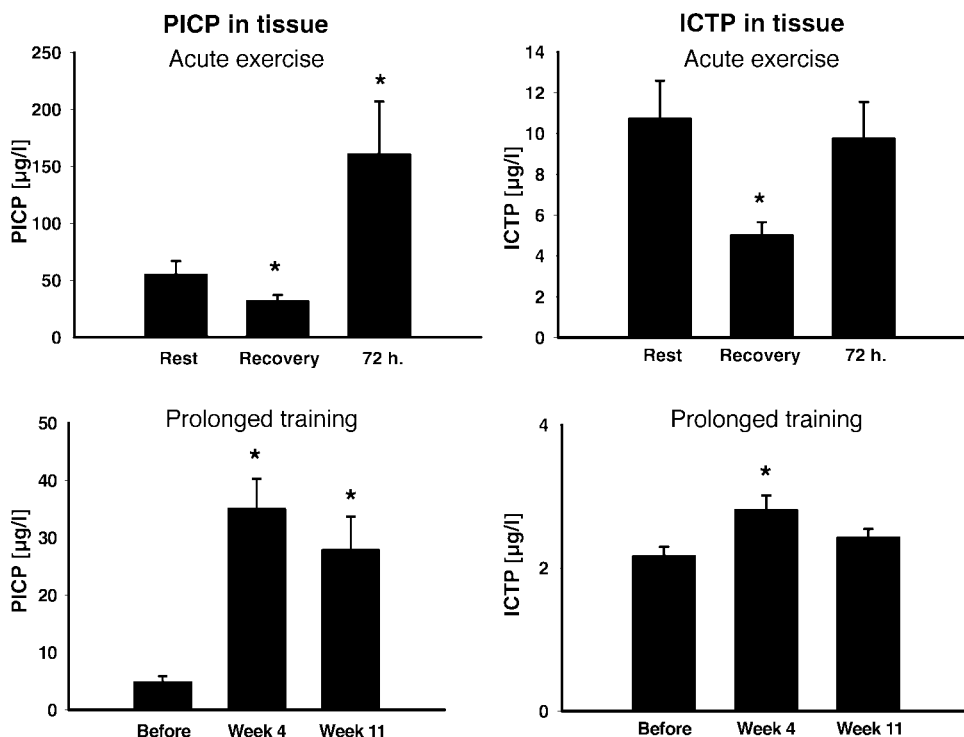 PICP in tissue
Acute exercise
250
200
150
100
50
0
PICP [µg/l]
*
*
Rest Recovery 72 h.
ICTP in tissue
Acute exercise
14
12
10
8
6
4
2
0
ICTP [µg/l]
*
Rest Recovery 72 h.
Prolonged training
50
40
30
20
10
0
PICP [µg/l]
*
*
Before Week 4 Week 11
Prolonged training
4
2
0
ICTP [µg/l]
*
Before Week 4 Week 11